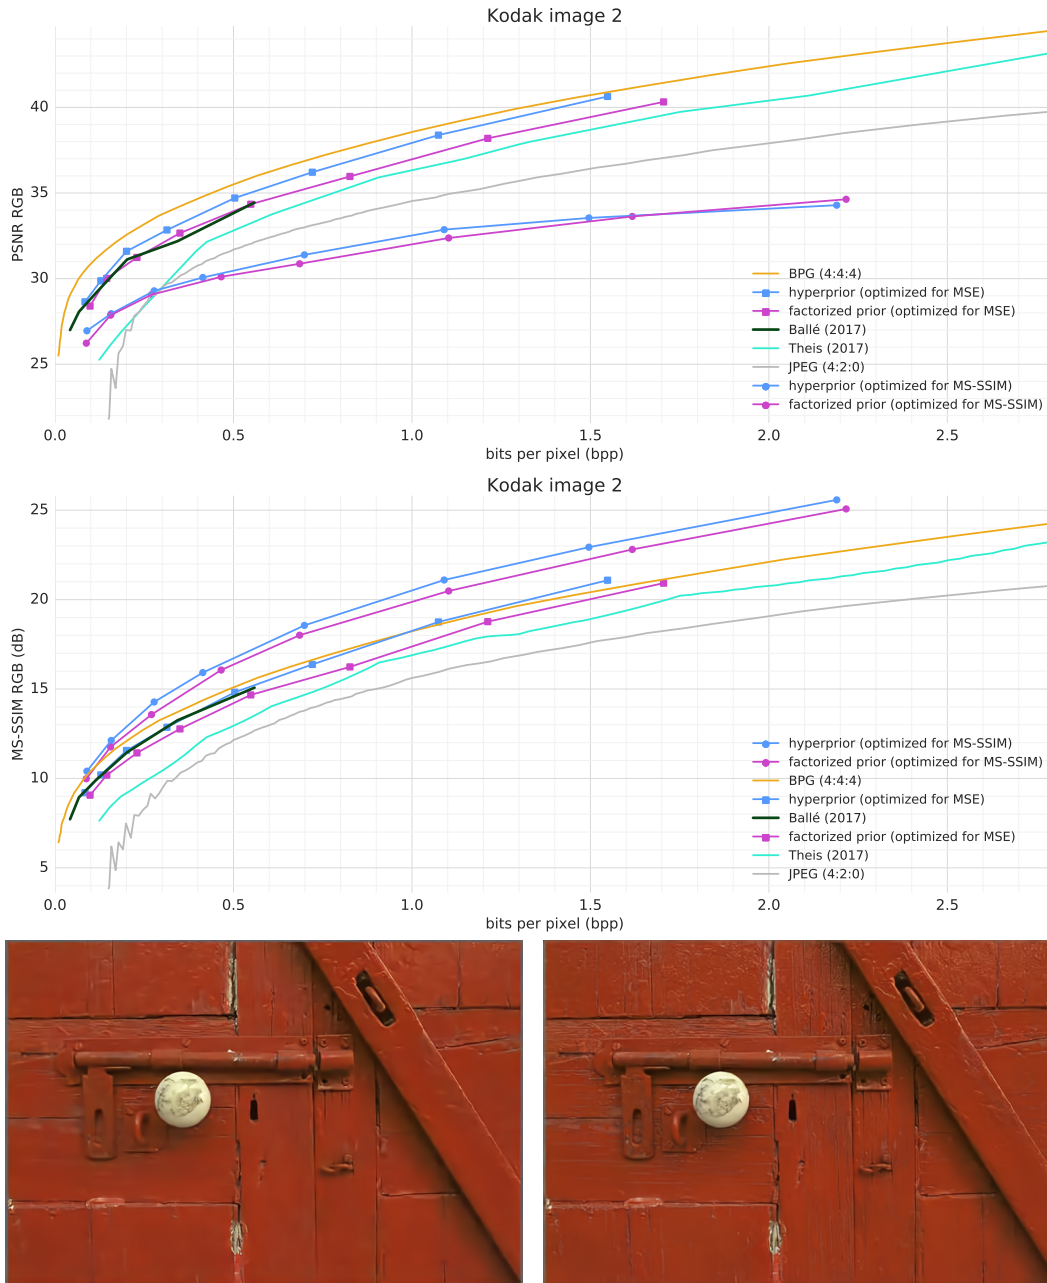 Kodak image 2
PSNR RGB
40
35
30
25
BPG (4:4:4)
hyperprior (optimized for MSE)
factorized prior (optimized for MSE)
Ballé (2017)
Theis (2017)
JPEG (4:2:0)
hyperprior (optimized for MS-SSIM)
factorized prior (optimized for MS-SSIM)
0.0 0.5 1.0 1.5 2.0 2.5
bits per pixel (bpp)
Kodak image 2
MS-SSIM RGB (dB)
25
20
15
10
5
hyperprior (optimized for MS-SSIM)
factorized prior (optimized for MS-SSIM)
BPG (4:4:4)
hyperprior (optimized for MSE)
Ballé (2017)
factorized prior (optimized for MSE)
Theis (2017)
JPEG (4:2:0)
0.0 0.5 1.0 1.5 2.0 2.5
bits per pixel (bpp)